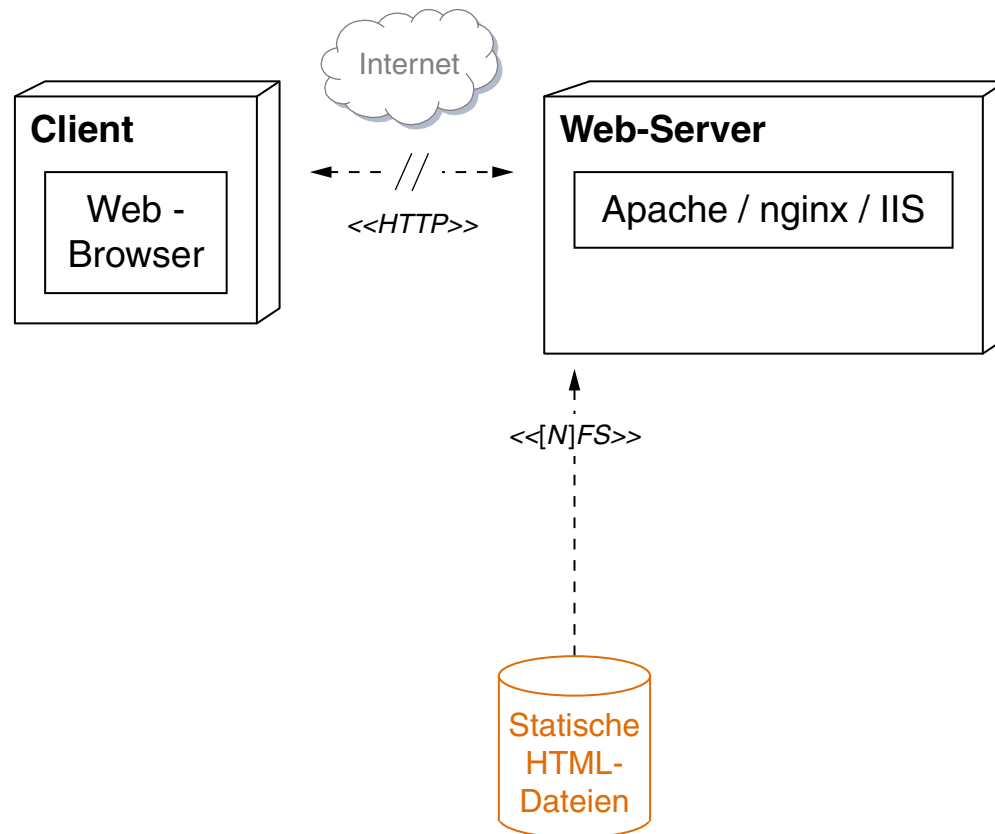 Internet
Client
Web -
Browser
<<HTTP>>
Web-Server
Apache / nginx / IIS
<<[N]FS>>
Statische
HTML-
Dateien